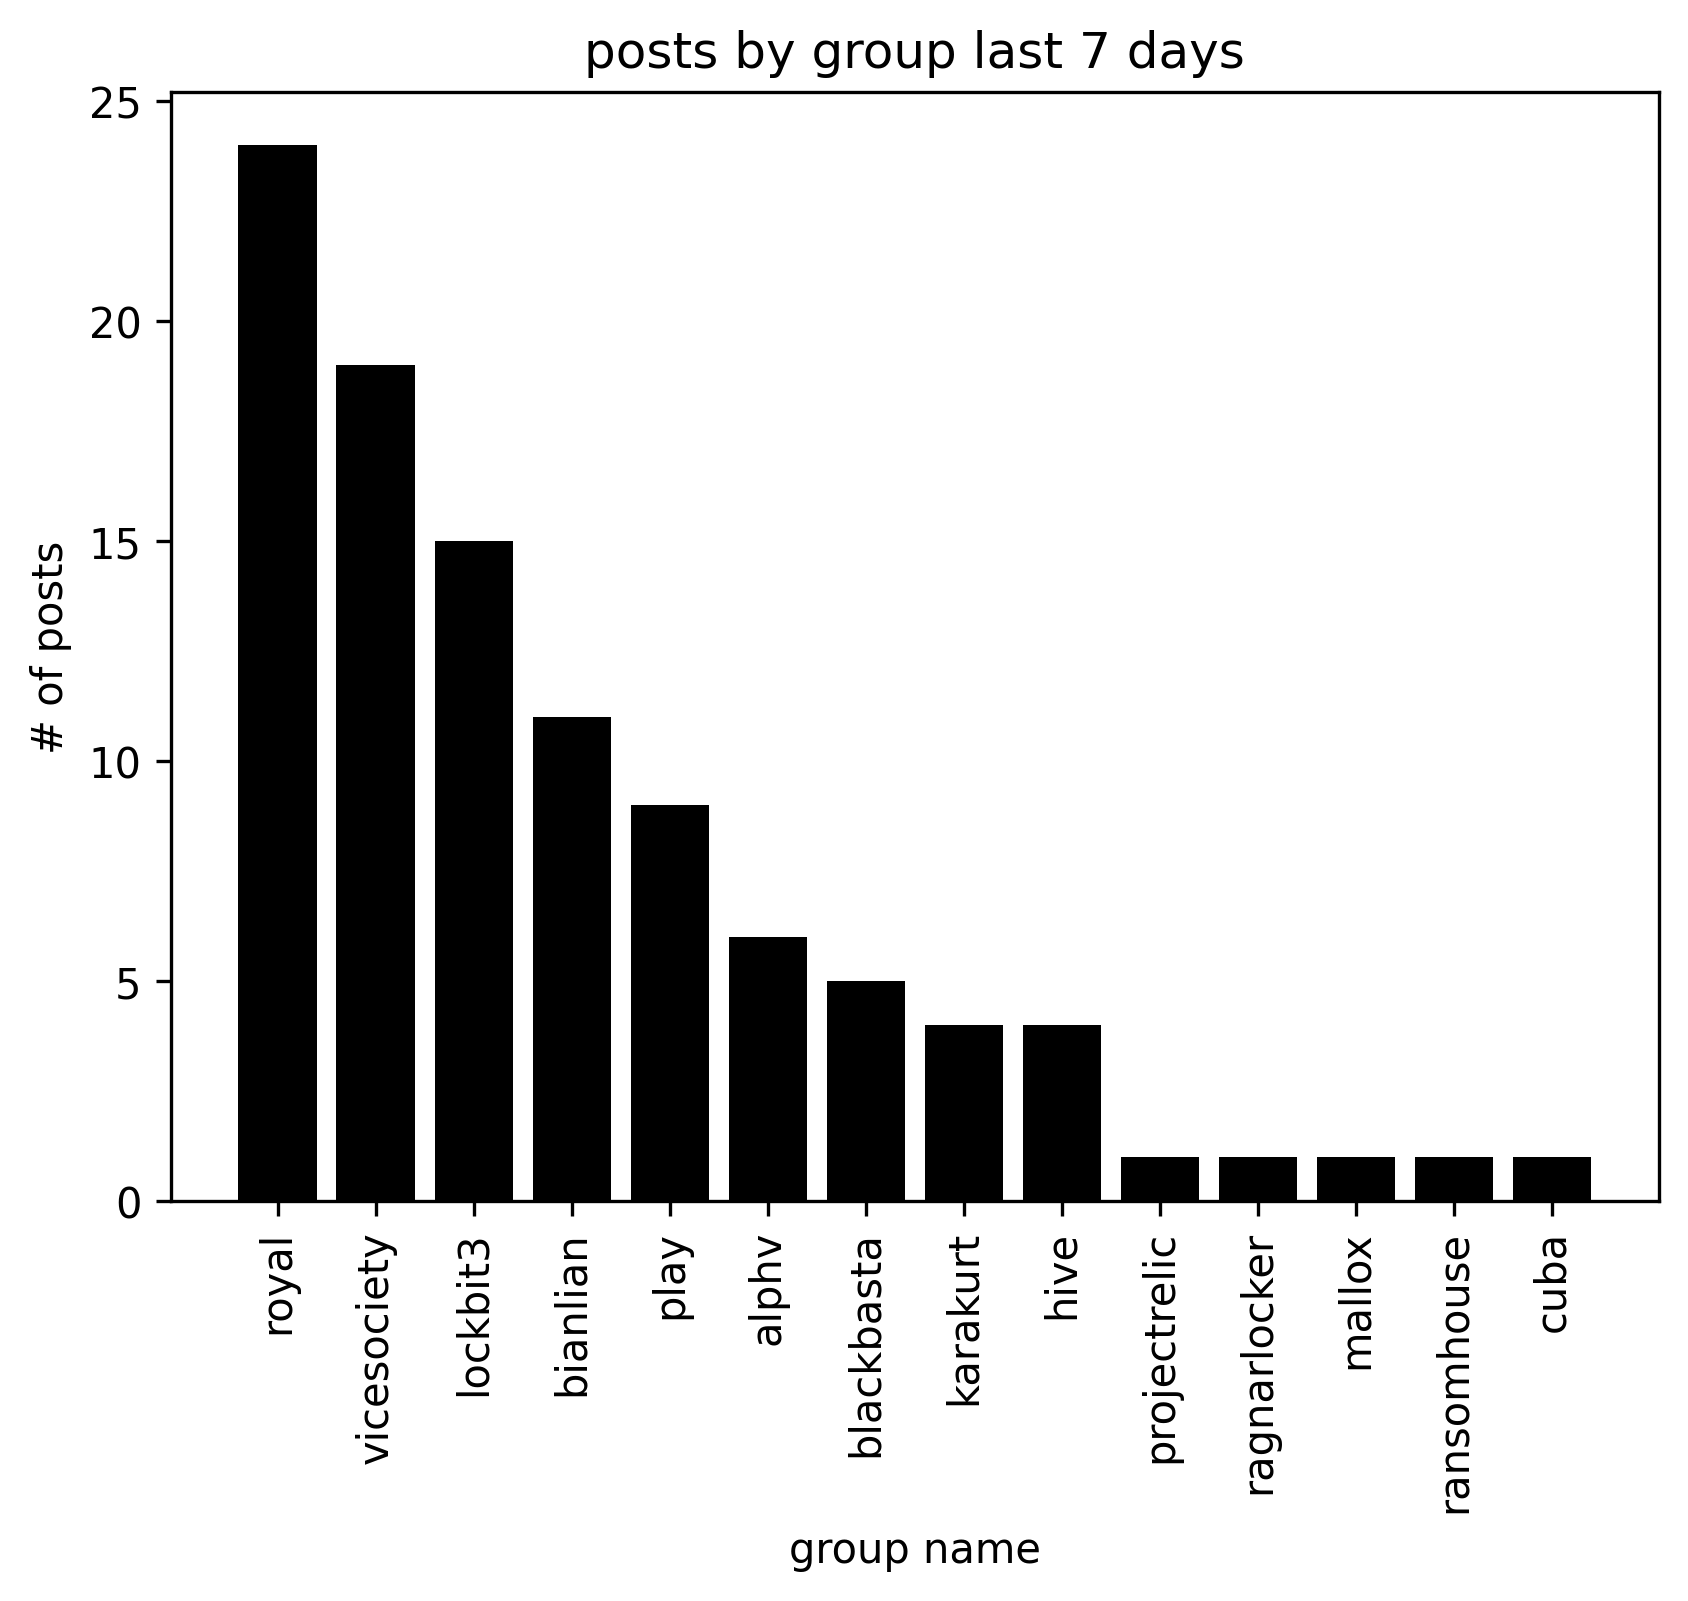 posts by group last 7 days
25
20
15
10
5
0
# of posts
royal
vicesociety
lockbit3
bianlian
play
alphv
blackbasta
karakurt
hive
projectrelic
ragnarlocker
mallox
ransomhouse
cuba
group name